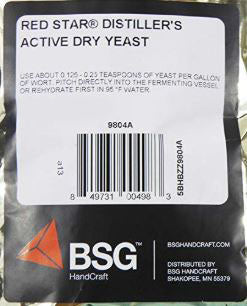 RED STAR® DISTILLER'S
ACTIVE DRY YEAST
USE ABOUT 0.125 - 0.25 TEASPOONS OF YEAST PER GALLON
OF WORT. PITCH DIRECTLY INTO THE FERMENTING VESSEL
OR REHYDRATE FIRST IN 95 °F WATER.
9804A
a13
5BHBZZ9804A
8 49731 00498 3
BSG™
HandCraft
BSGHANDCRAFT.COM
DISTRIBUTED BY
BSG HANDCRAFT
SHAKOPEE, MN 55379